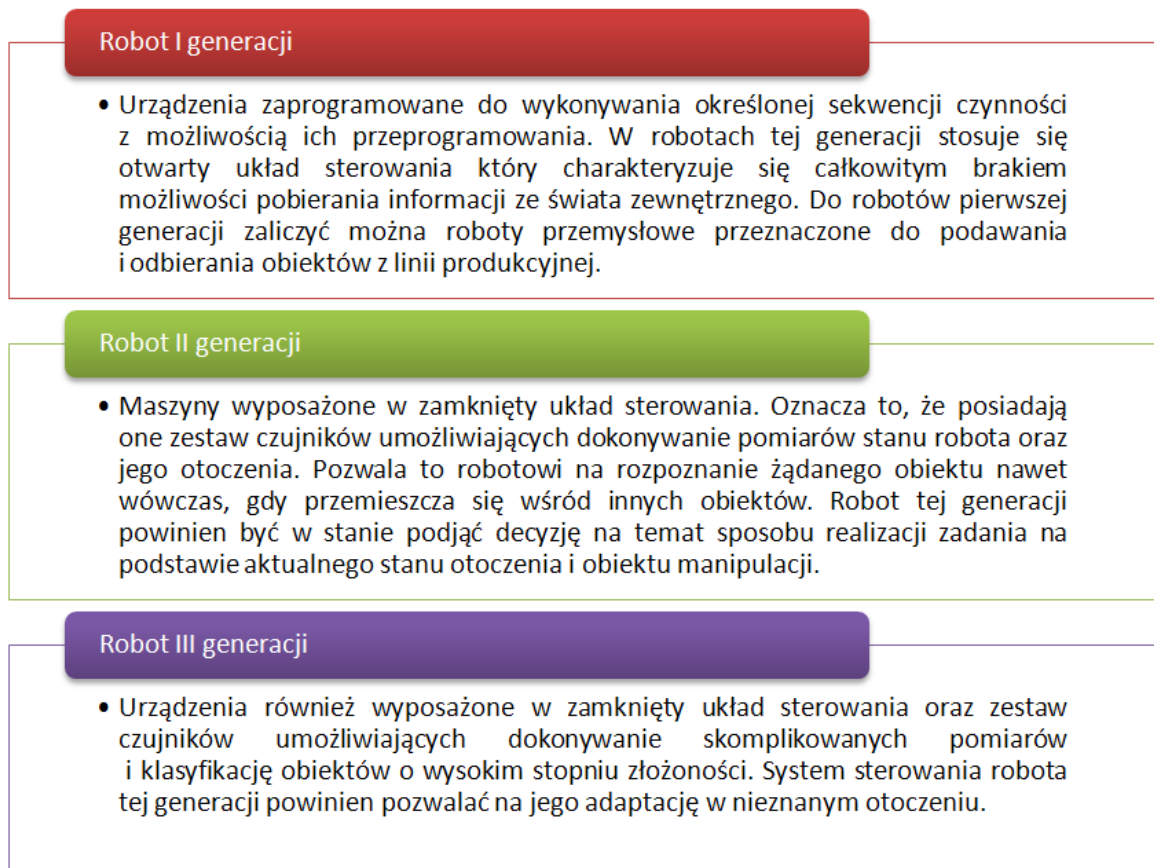 Robot I generacji
• Urządzenia zaprogramowane do wykonywania określonej sekwencji czynności
z możliwością ich przeprogramowania. W robotach tej generacji stosuje się
otwarty układ sterowania który charakteryzuje się całkowitym brakiem
możliwości pobierania informacji ze świata zewnętrznego. Do robotów pierwszej
generacji zaliczyć można roboty przemysłowe przeznaczone do podawania
i odbierania obiektów z linii produkcyjnej.
Robot II generacji
• Maszyny wyposażone w zamknięty układ sterowania. Oznacza to, że posiadają
one zestaw czujników umożliwiających dokonywanie pomiarów stanu robota oraz
jego otoczenia. Pozwala to robotowi na rozpoznanie żądanego obiektu nawet
wówczas, gdy przemieszcza się wśród innych obiektów. Robot tej generacji
powinien być w stanie podjąć decyzję na temat sposobu realizacji zadania na
podstawie aktualnego stanu otoczenia i obiektu manipulacji.
Robot III generacji
• Urządzenia również wyposażone w zamknięty układ sterowania oraz zestaw
czujników umożliwiających dokonywanie skomplikowanych pomiarów
i klasyfikację obiektów o wysokim stopniu złożoności. System sterowania robota
tej generacji powinien pozwalać na jego adaptację w nieznanym otoczeniu.